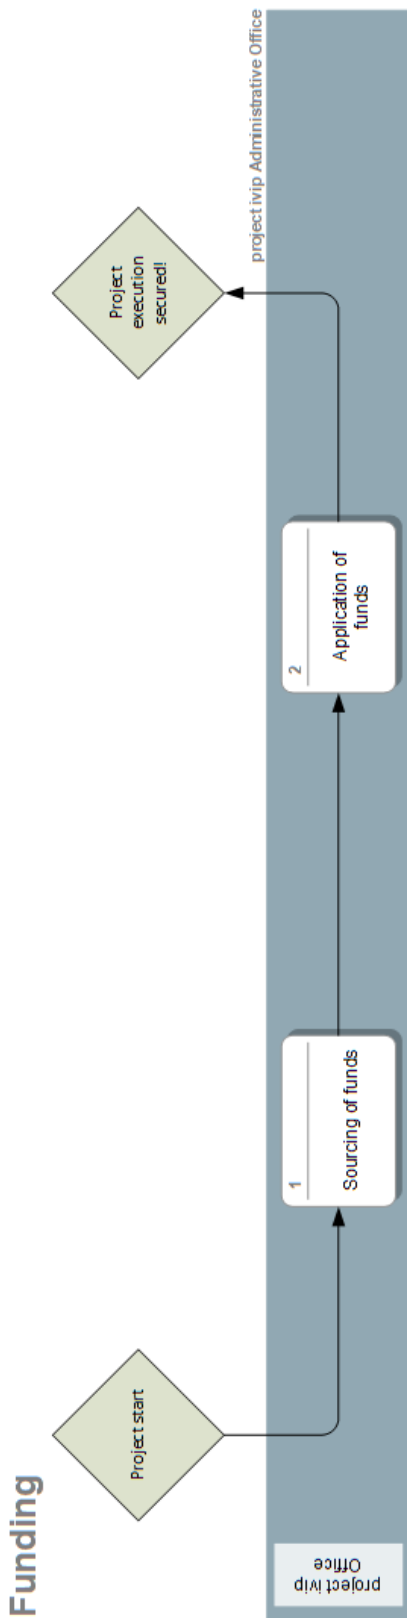 Funding
Project start
Project
execution
secured!
project ivip Administrative Office
project ivip
Office
1
Sourcing of funds
2
Application of
funds